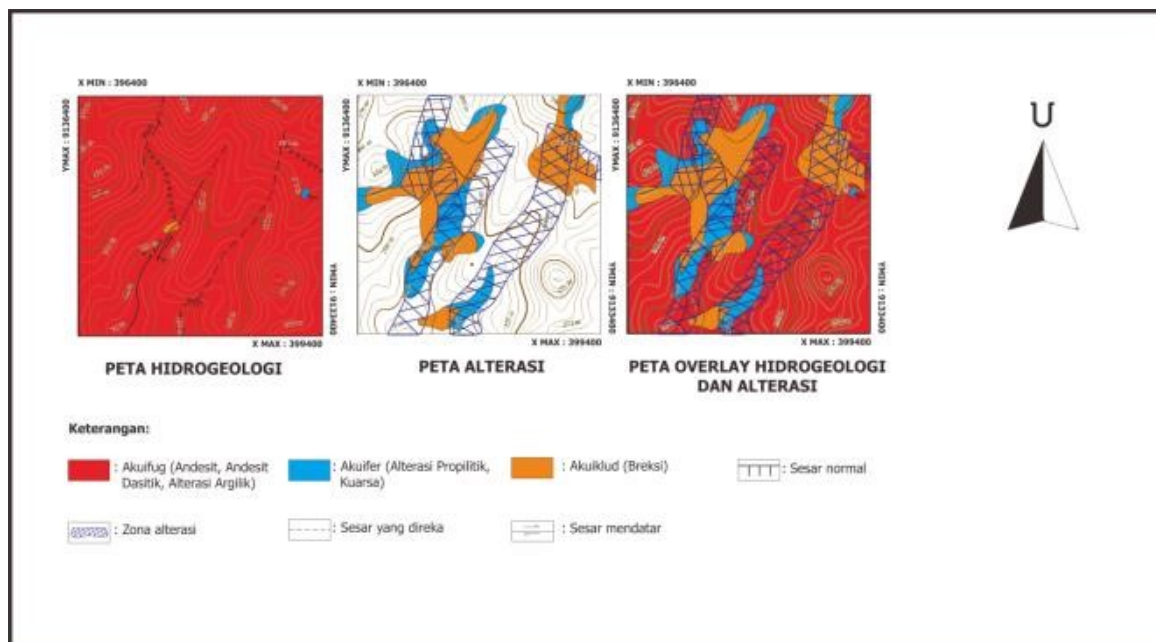 X MIN : 396400
X MIN : 396400
X MIN : 396400
YMAX : 9136400
YMAX : 9136400
YMAX : 9136400
YMIN : 9133400
YMIN : 9133400
YMIN : 9133400
X MAX : 399400
X MAX : 399400
X MAX : 399400
PETA HIDROGEOLOGI
PETA ALTERASI
PETA OVERLAY HIDROGEOLOGI
DAN ALTERASI
U
Keterangan:
: Akuifug (Andesit, Andesit
Dasitik, Alterasi Argilik)
: Akuifer (Alterasi Propilitik,
Kuarsa)
: Akuiklud (Breksi)
: Sesar normal
: Zona alterasi
: Sesar yang direka
: Sesar mendatar